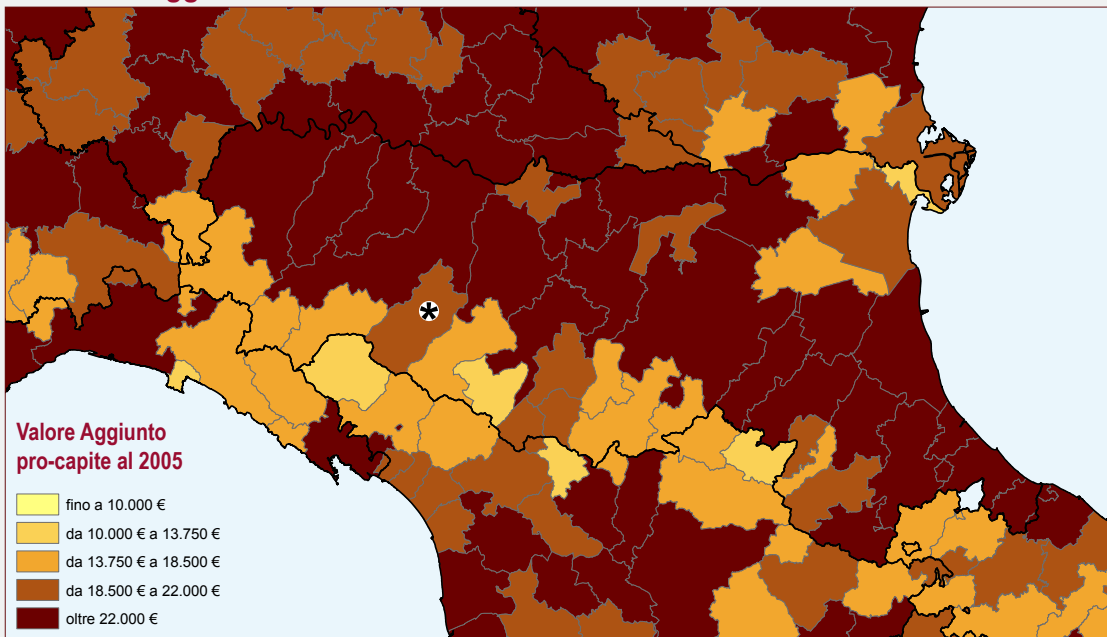 Valore Aggiunto
pro-capite al 2005
fino a 10.000 €
da 10.000 € a 13.750 €
da 13.750 € a 18.500 €
da 18.500 € a 22.000 €
oltre 22.000 €